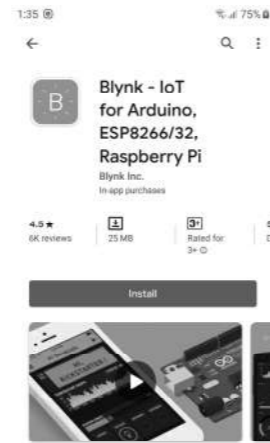 1:35
75%
B
Blynk - IoT
for Arduino,
ESP8266/32,
Raspberry Pi
Blynk Inc.
In-app purchases
4.5★
6K reviews
25 MB
3+
Rated for
3+
Install
KICKSTARTER!